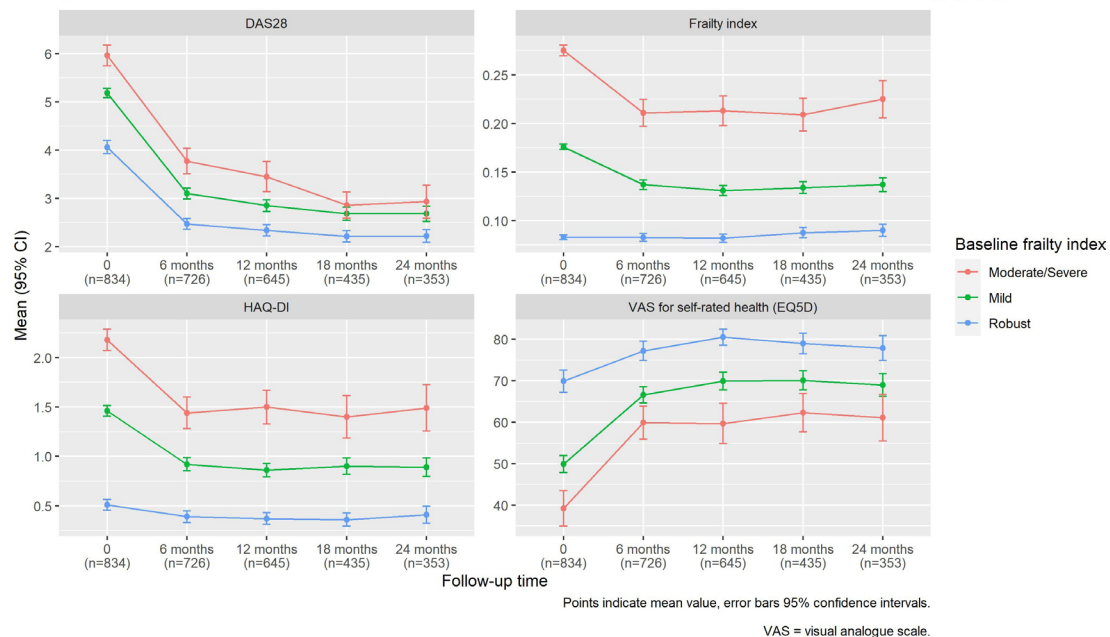 DAS28
Frailty index
6
5
4
3
2
0.25
0.20
0.15
0.10
0 6 months 12 months 18 months 24 months
(n=834) (n=726) (n=645) (n=435) (n=353)
0 6 months 12 months 18 months 24 months
(n=834) (n=726) (n=645) (n=435) (n=353)
Mean (95% CI)
HAQ-DI
VAS for self-rated health (EQ5D)
2.0
1.5
1.0
0.5
80
70
60
50
40
0 6 months 12 months 18 months 24 months
(n=834) (n=726) (n=645) (n=435) (n=353)
0 6 months 12 months 18 months 24 months
(n=834) (n=726) (n=645) (n=435) (n=353)
Follow-up time
Baseline frailty index
Moderate/Severe
Mild
Robust
Points indicate mean value, error bars 95% confidence intervals.
VAS = visual analogue scale.